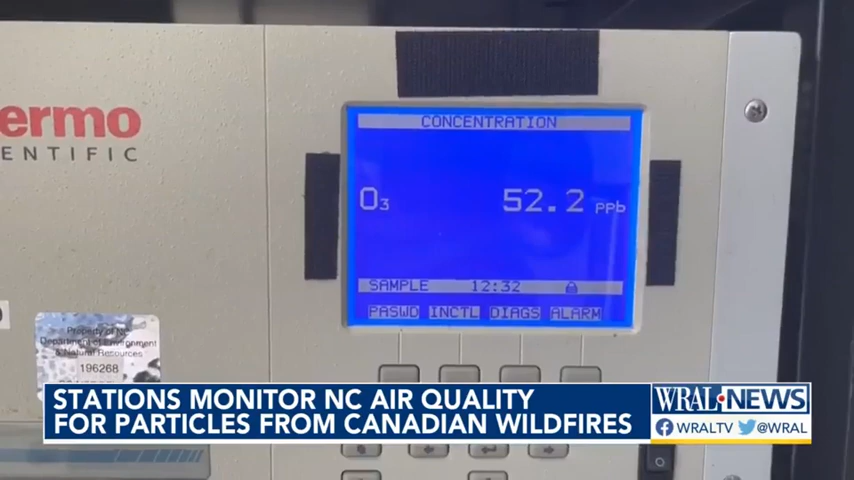 ermo
ENTIFIC
CONCENTRATION
O3 52.2 ppb
SAMPLE 12:32
PASWD INCTL DIAGS ALARM
Property of NC
Department of Environment
& Natural Resources
196268
STATIONS MONITOR NC AIR QUALITY
FOR PARTICLES FROM CANADIAN WILDFIRES
WRAL NEWS
WRALTV @WRAL